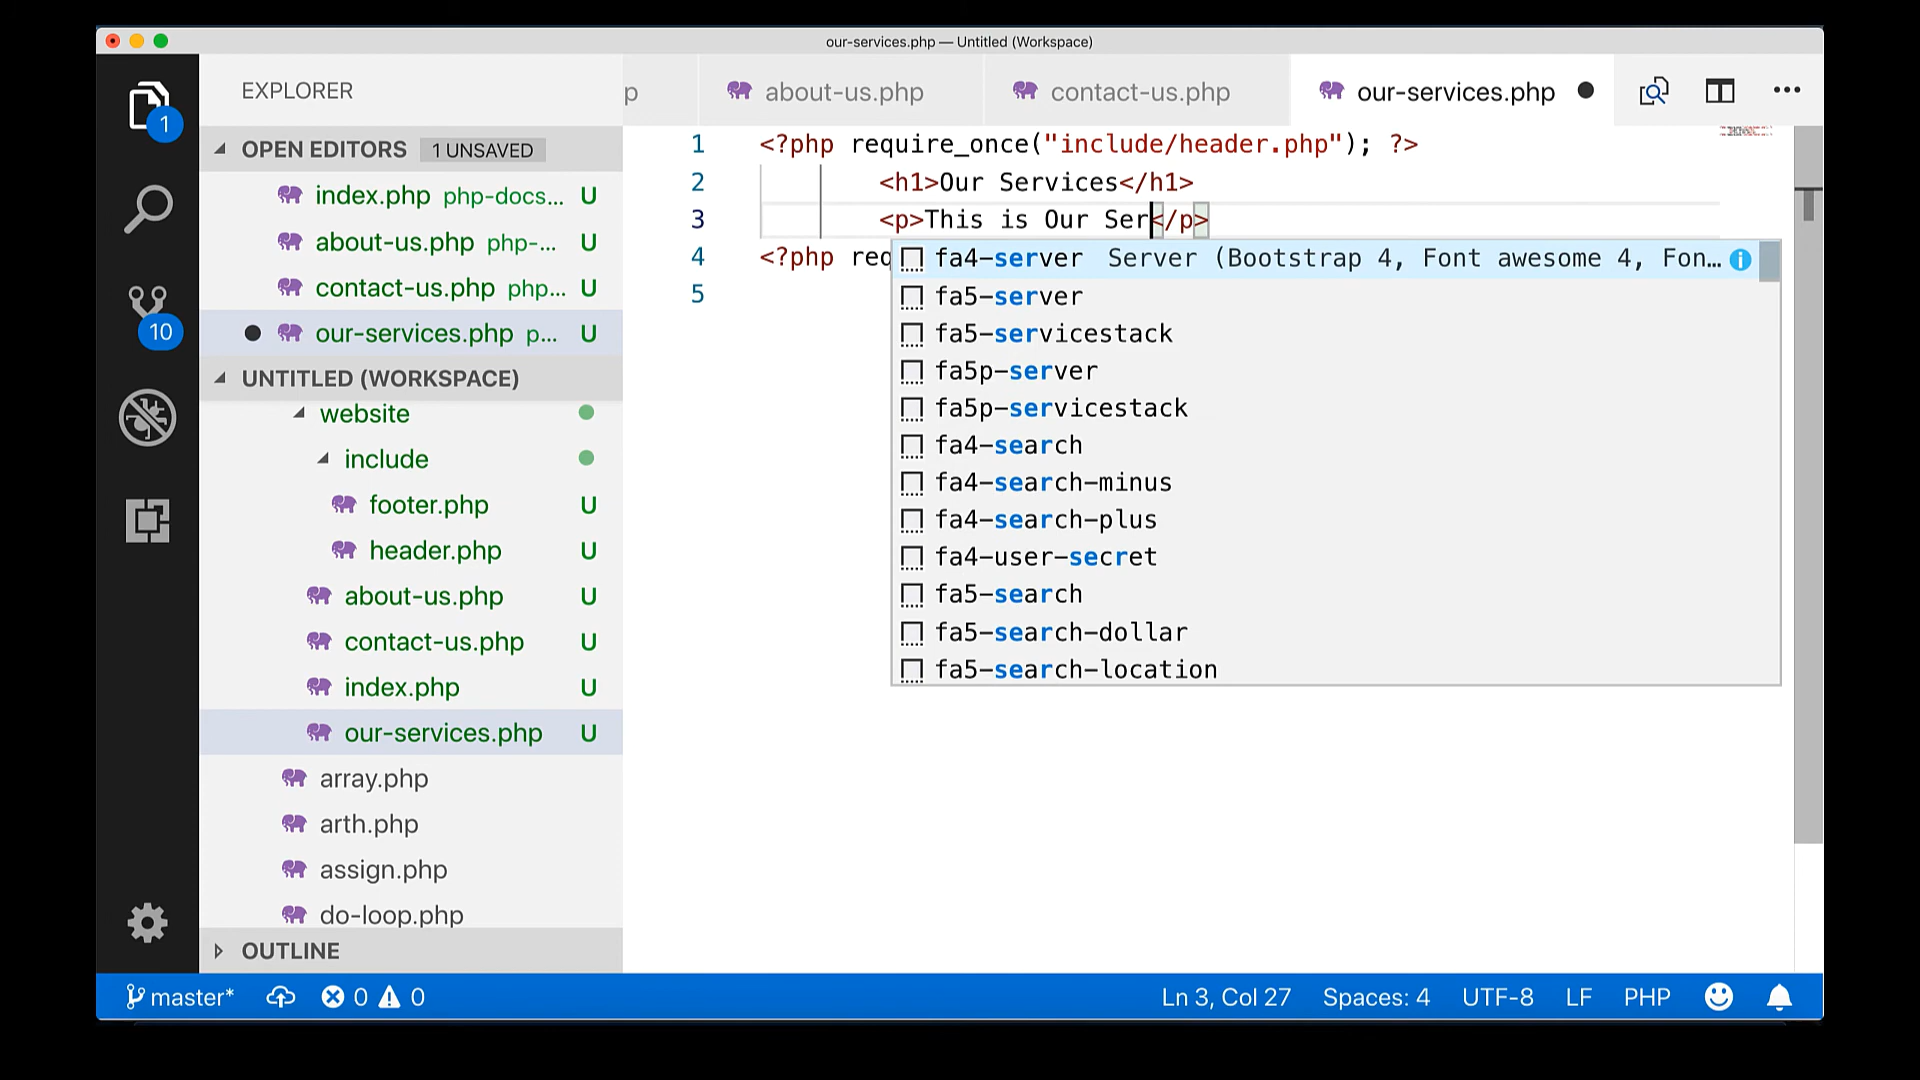 our-services.php — Untitled (Workspace)
EXPLORER
p
about-us.php
contact-us.php
our-services.php
1
OPEN EDITORS 1 UNSAVED
index.php php-docs... U
about-us.php php-... U
contact-us.php php... U
our-services.php p... U
10
UNTITLED (WORKSPACE)
website
include
footer.php U
header.php U
about-us.php U
contact-us.php U
index.php U
our-services.php U
array.php
arth.php
assign.php
do-loop.php
OUTLINE
1 <?php require_once("include/header.php"); ?>
2 <h1>Our Services</h1>
3 <p>This is Our Ser</p>
4 <?php req
5
fa4-server Server (Bootstrap 4, Font awesome 4, Fon...
fa5-server
fa5-servicestack
fa5p-server
fa5p-servicestack
fa4-search
fa4-search-minus
fa4-search-plus
fa4-user-secret
fa5-search
fa5-search-dollar
fa5-search-location
master* 0 0 Ln 3, Col 27 Spaces: 4 UTF-8 LF PHP